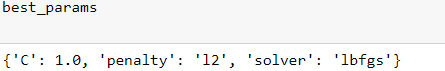 best_params
{'C': 1.0, 'penalty': 'l2', 'solver': 'lbfgs'}